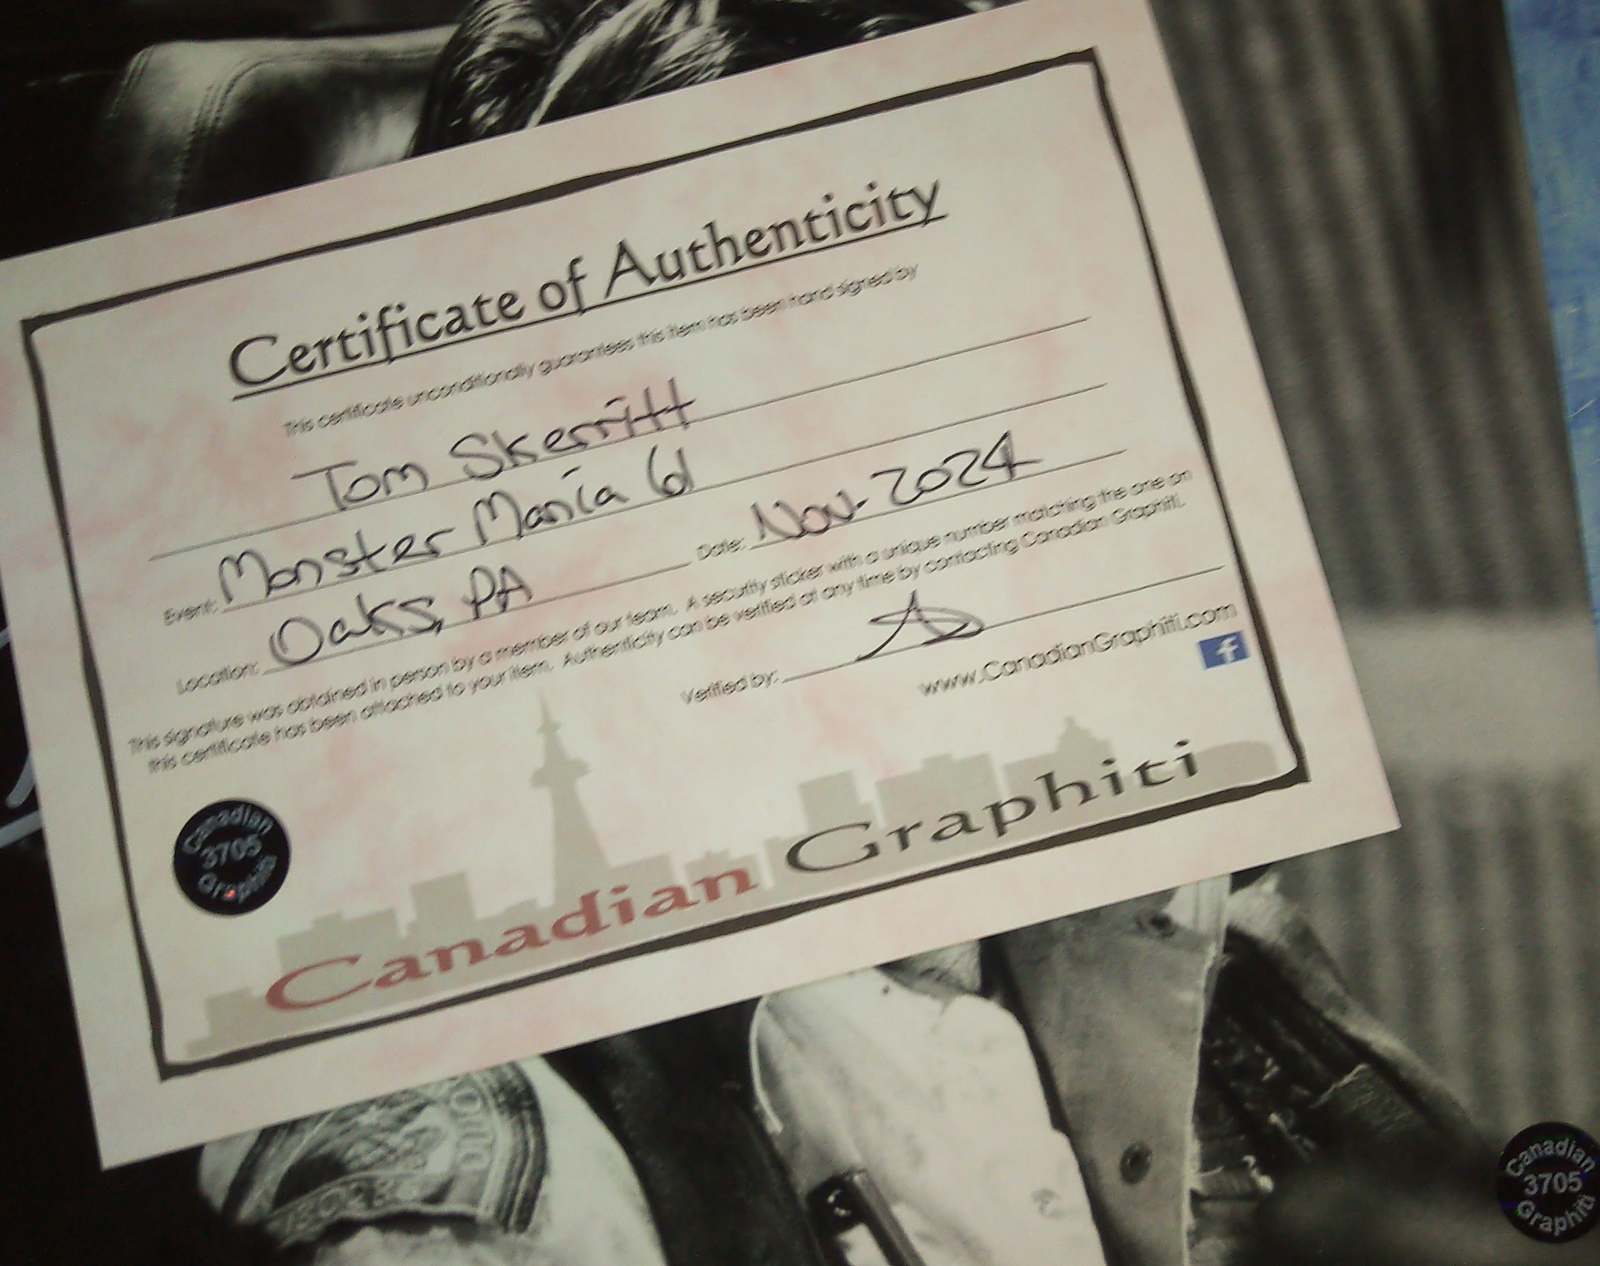 Certificate of Authenticity
This certificate unconditionally guarantees this item has been hand signed by
Tom Skerritt
Event: Monster Mania 61
Location: Oaks, PA Date: Nov. 2024
This signature was obtained in person by a member of our team. A security sticker with a unique number matching the one on
this certificate has been attached to your item. Authenticity can be verified at any time by contacting Canadian Graphiti.
Verified by:
www.CanadianGraphiti.com
f
Canadian
3705
Graphiti
Canadian Graphiti
Canadian
3705
Graphiti